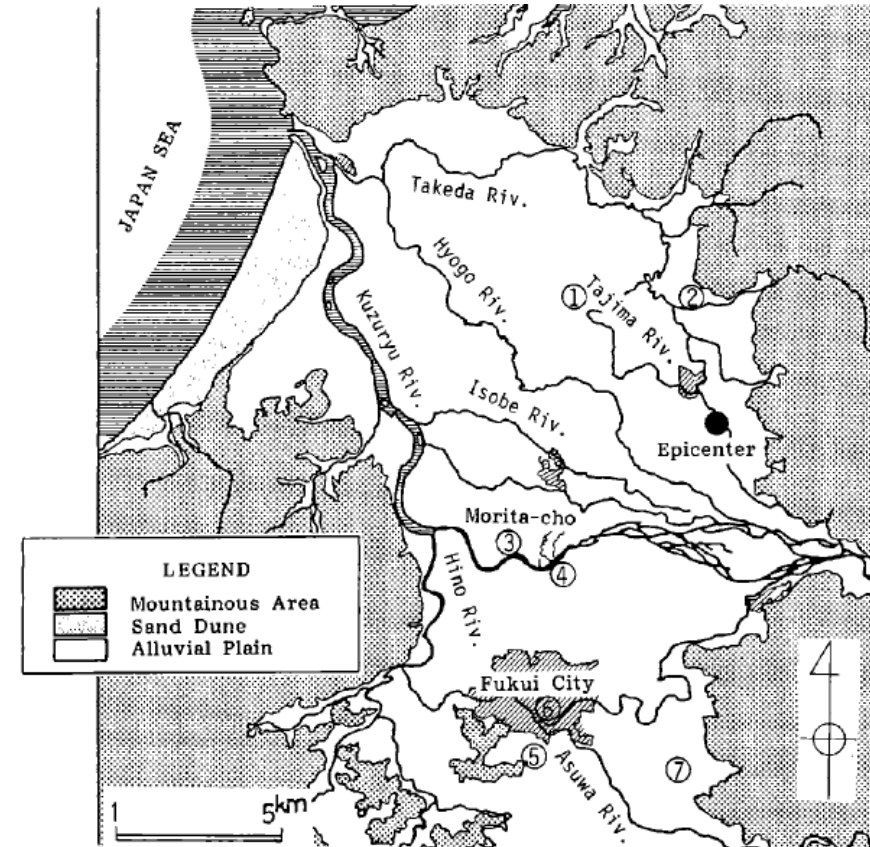 JAPAN SEA
Takeda Riv.
Hyogo Riv.
①
Tajima Riv.
②
Kuzuryu Riv.
Isobe Riv.
Epicenter
Morita-cho
③
④
LEGEND
Mountainous Area
Sand Dune
Alluvial Plain
Hino Riv.
Fukui City
⑥
⑤
Asuwa Riv.
⑦
1 5km